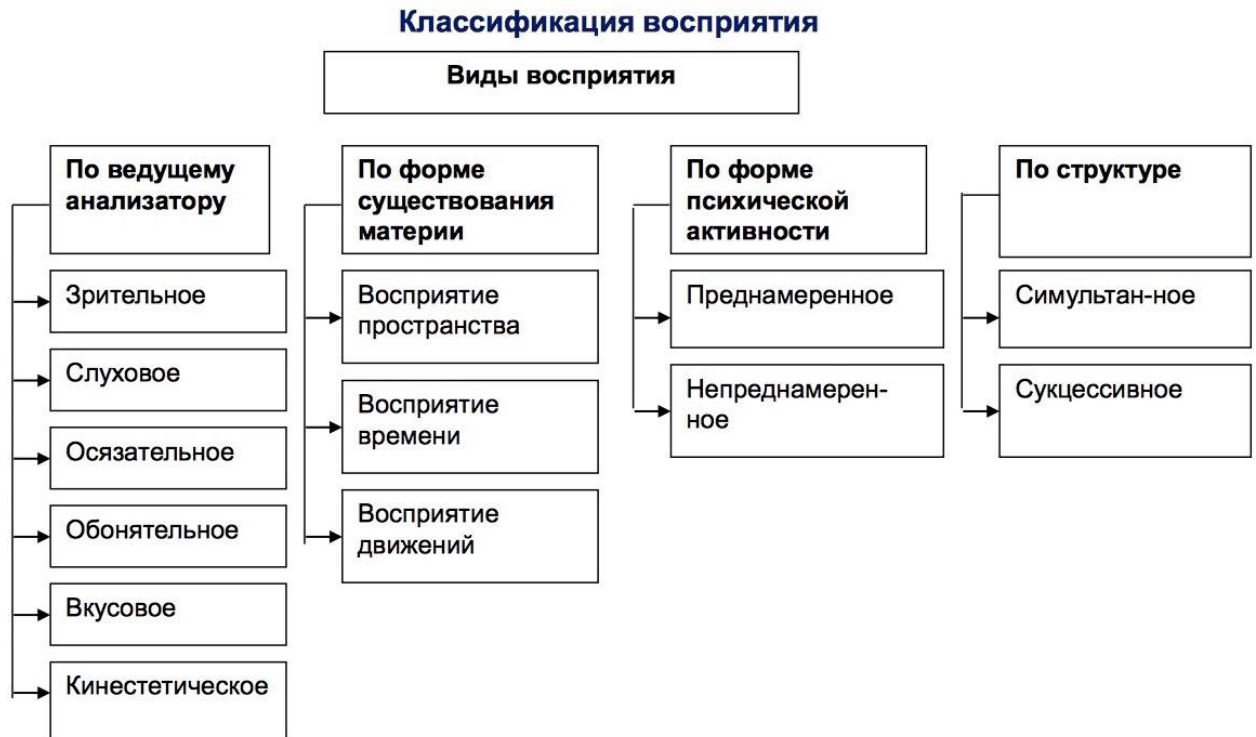 Классификация восприятия
Виды восприятия
По ведущему
анализатору
Зрительное
Слуховое
Осязательное
Обонятельное
Вкусовое
Кинестетическое
По форме
существования
материи
Восприятие
пространства
Восприятие
времени
Восприятие
движений
По форме
психической
активности
Преднамеренное
Непреднамерен-
ное
По структуре
Симультан-ное
Сукцессивное